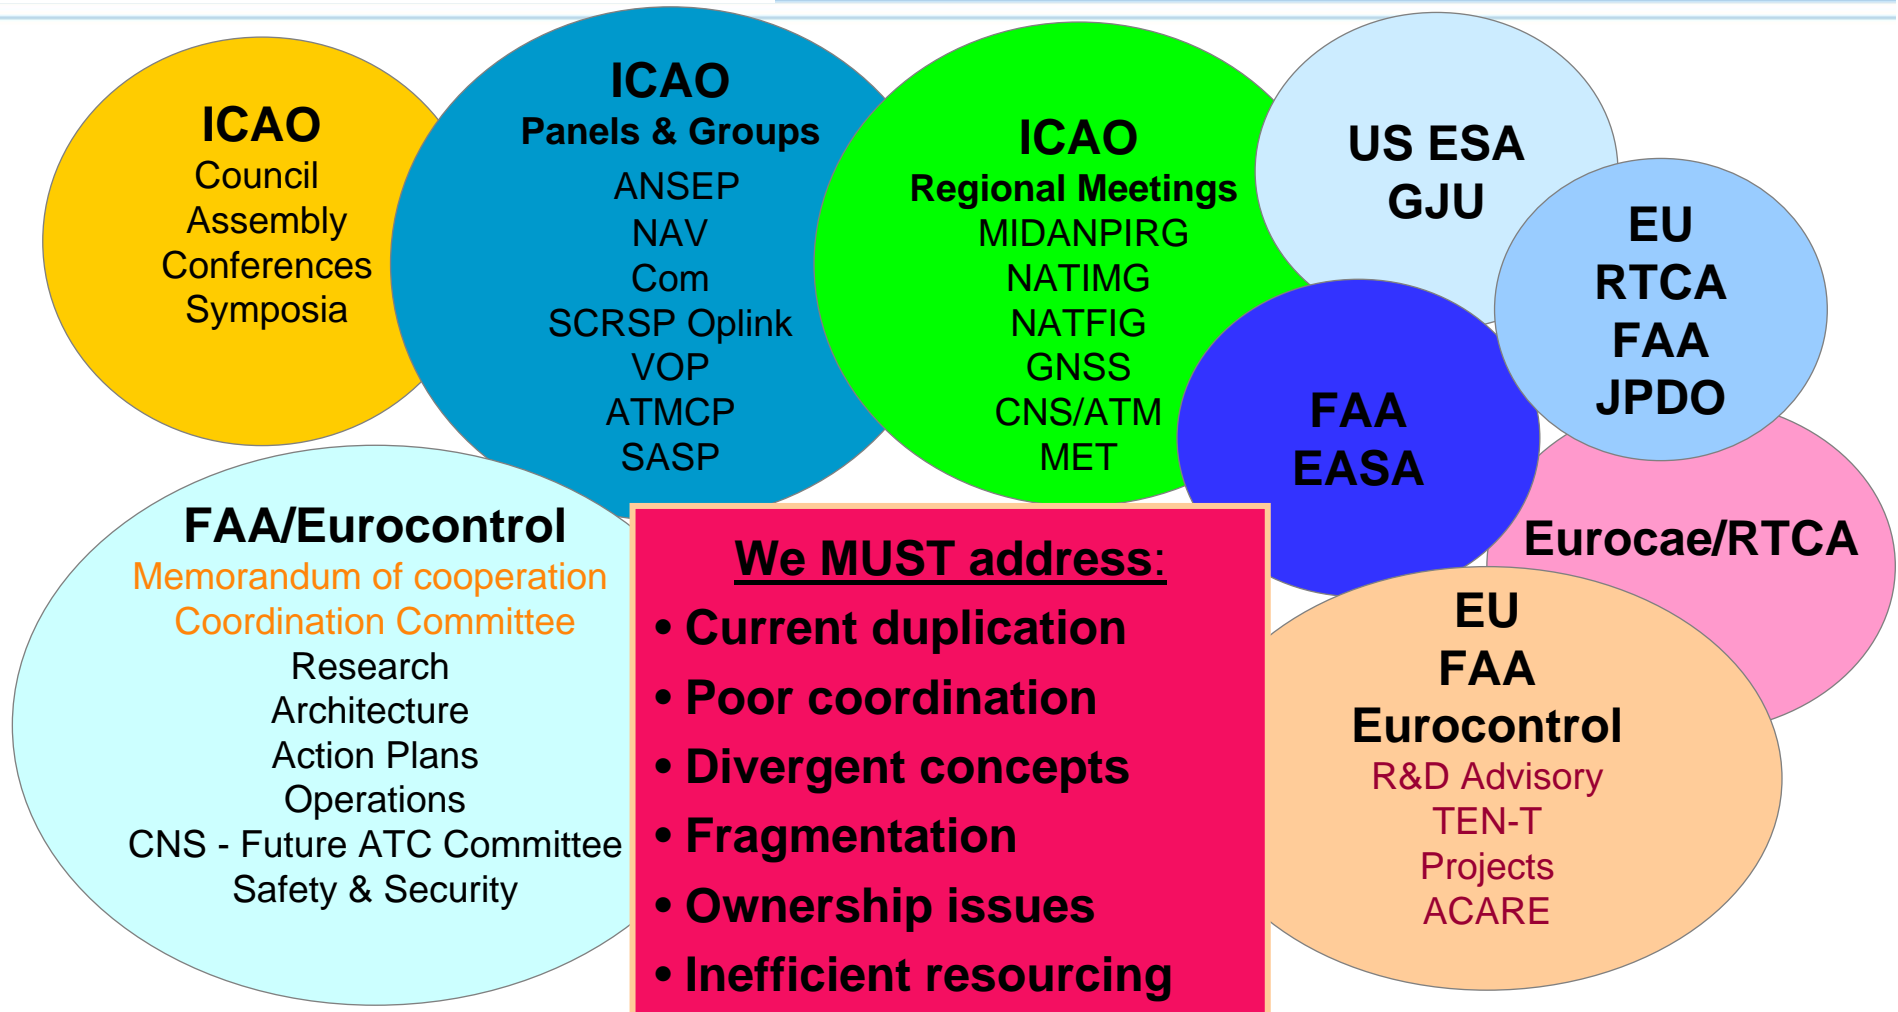 ICAO
Council
Assembly
Conferences
Symposia
ICAO
Panels & Groups
ANSEP
NAV
Com
SCRSP Oplink
VOP
ATMCP
SASP
ICAO
Regional Meetings
MIDANPIRG
NATIMG
NATFIG
GNSS
CNS/ATM
MET
US ESA
GJU
EU
RTCA
FAA
JPDO
FAA
EASA
Eurocae/RTCA
FAA/Eurocontrol
Memorandum of cooperation
Coordination Committee
Research
Architecture
Action Plans
Operations
CNS - Future ATC Committee
Safety & Security
We MUST address:
• Current duplication
• Poor coordination
• Divergent concepts
• Fragmentation
• Ownership issues
• Inefficient resourcing
EU
FAA
Eurocontrol
R&D Advisory
TEN-T
Projects
ACARE